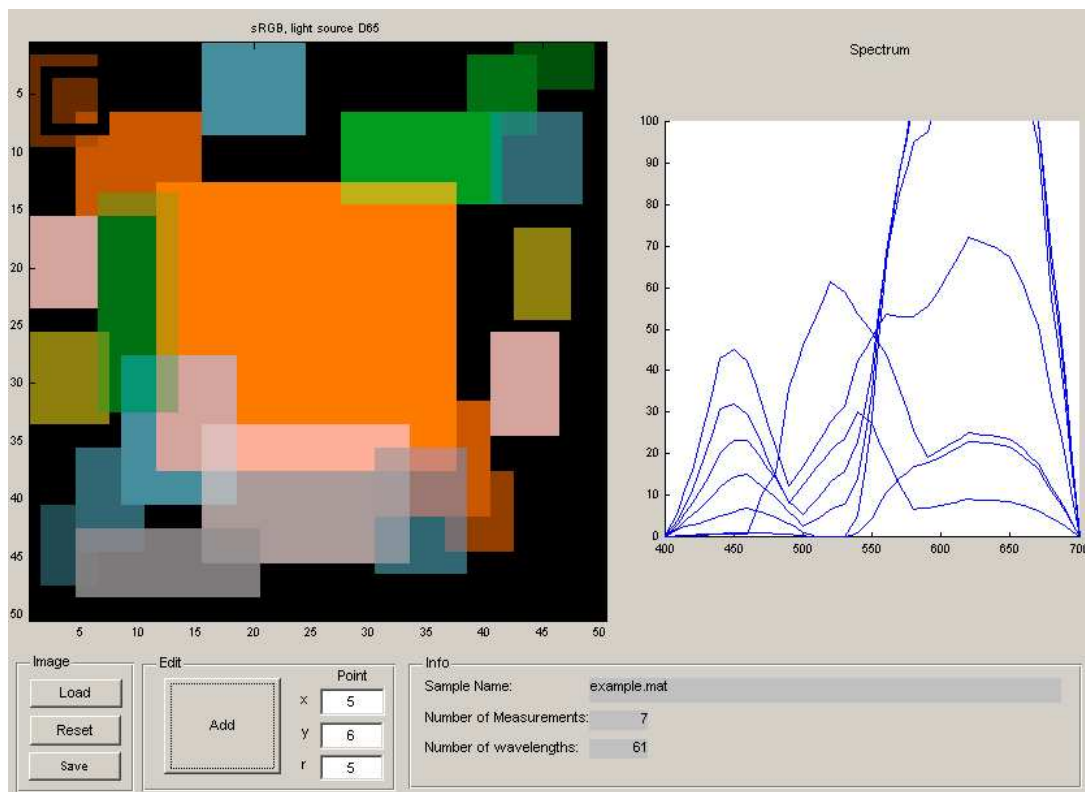 sRGB, light source D65
5
10
15
20
25
30
35
40
45
50
5 10 15 20 25 30 35 40 45 50
Spectrum
100
90
80
70
60
50
40
30
20
10
0
400 450 500 550 600 650 700
Image
Load
Reset
Save
Edit
Add
Point
x 5
y 6
r 5
Info
Sample Name: example.mat
Number of Measurements: 7
Number of wavelengths: 61